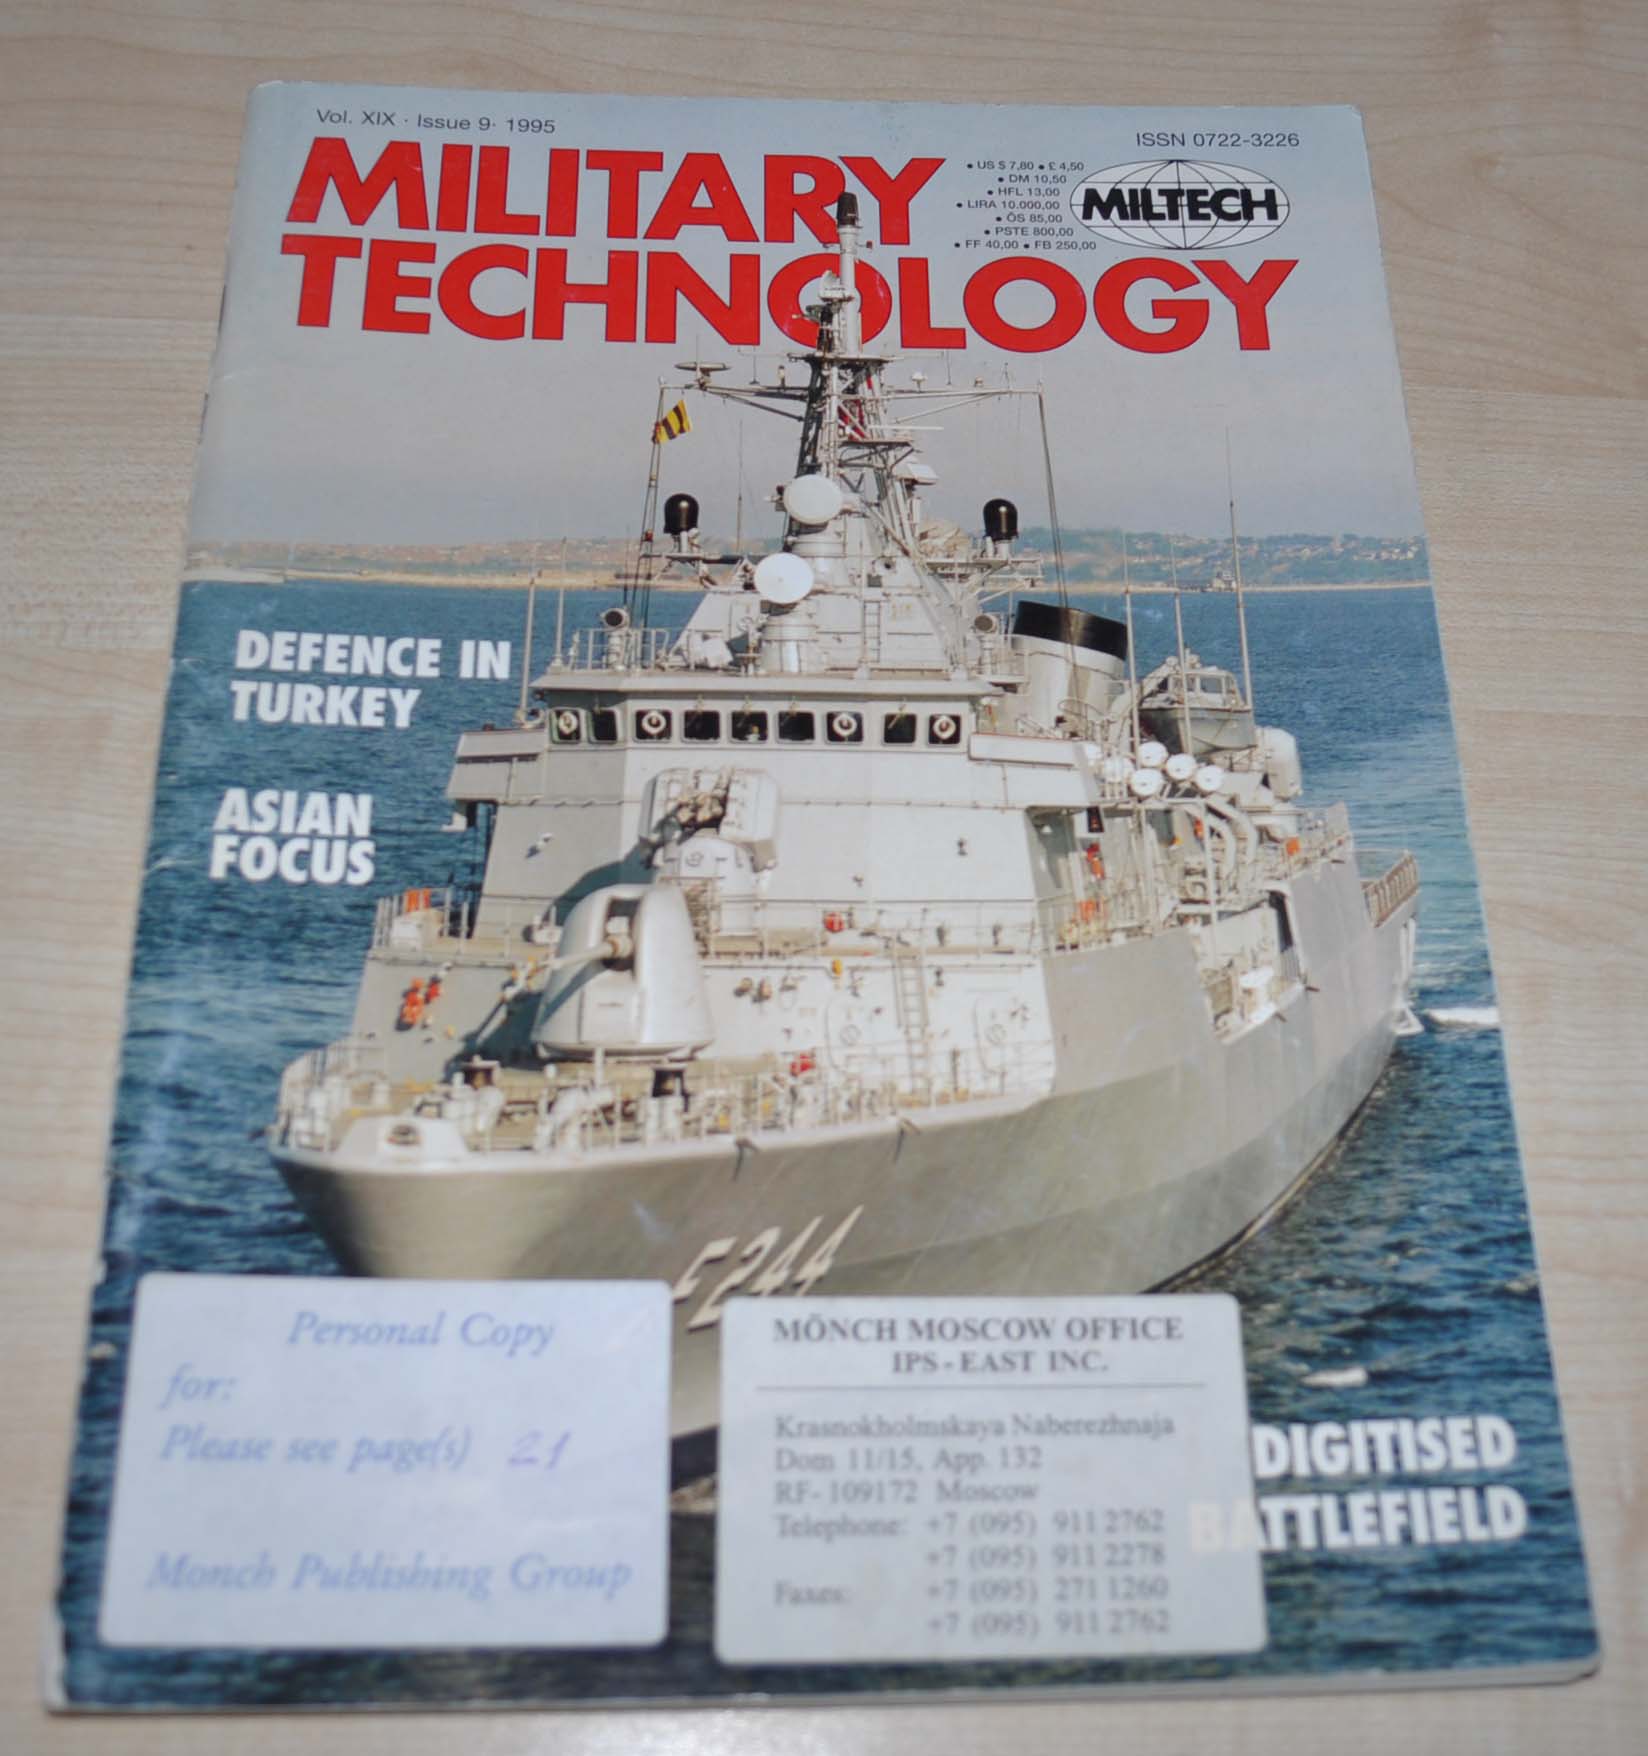 Vol. XIX · Issue 9· 1995
ISSN 0722-3226
MILITARY
TECHNOLOGY
• US $ 7,80 • £ 4,50
• DM 10,50
• HFL 13,00
• LIRA 10.000,00
• ÖS 85,00
• PSTE 800,00
• FF 40,00 • FB 250,00
MILTECH
DEFENCE IN
TURKEY
ASIAN
FOCUS
F244
Personal Copy
for:
Please see page(s) 21
Monch Publishing Group
MÖNCH MOSCOW OFFICE
IPS-EAST INC.
Krasnokholmskaya Naberezhnaja
Dom 11/15, App. 132
RF-109172 Moscow
Telephone: +7 (095) 911 2762
+7 (095) 911 2278
Faxes: +7 (095) 271 1260
+7 (095) 911 2762
DIGITISED
BATTLEFIELD